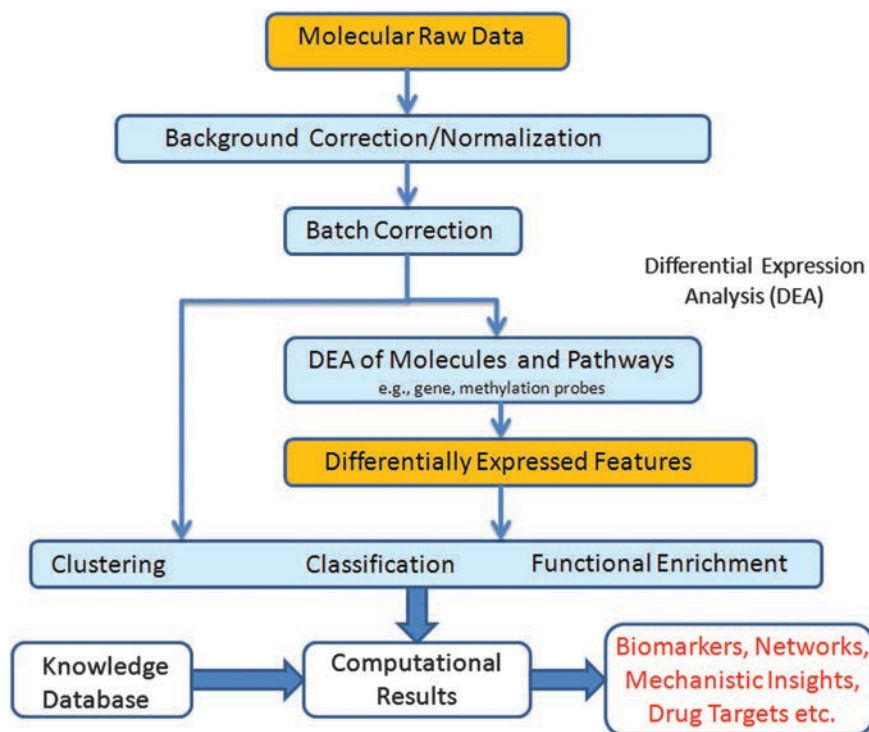 Molecular Raw Data
Background Correction/Normalization
Batch Correction
Differential Expression
Analysis (DEA)
DEA of Molecules and Pathways
e.g., gene, methylation probes
Differentially Expressed Features
Clustering Classification Functional Enrichment
Knowledge
Database
Computational
Results
Biomarkers, Networks,
Mechanistic Insights,
Drug Targets etc.